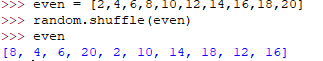 >>> even = [2,4,6,8,10,12,14,16,18,20]
>>> random.shuffle(even)
>>> even
[8, 4, 6, 20, 2, 10, 14, 18, 12, 16]